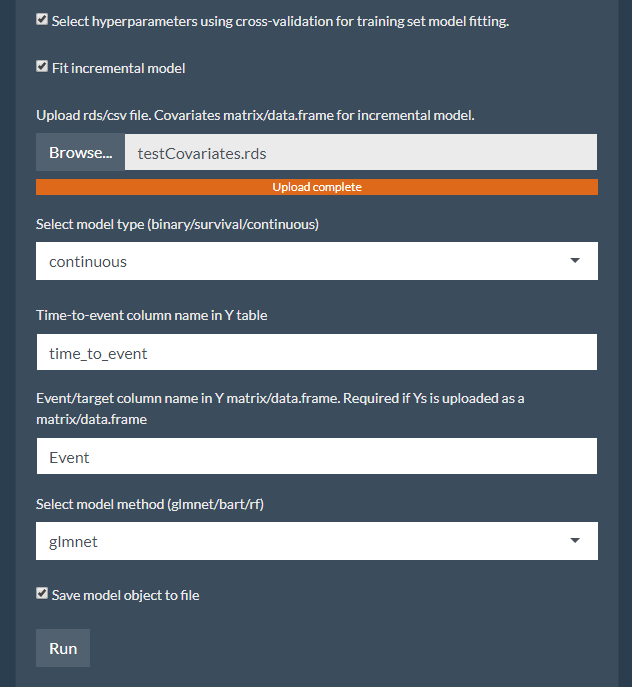 Select hyperparameters using cross-validation for training set model fitting.
Fit incremental model
Upload rds/csv file. Covariates matrix/data.frame for incremental model.
Browse... testCovariates.rds
Upload complete
Select model type (binary/survival/continuous)
continuous
Time-to-event column name in Y table
time_to_event
Event/target column name in Y matrix/data.frame. Required if Ys is uploaded as a
matrix/data.frame
Event
Select model method (glmnet/bart/rf)
glmnet
Save model object to file
Run